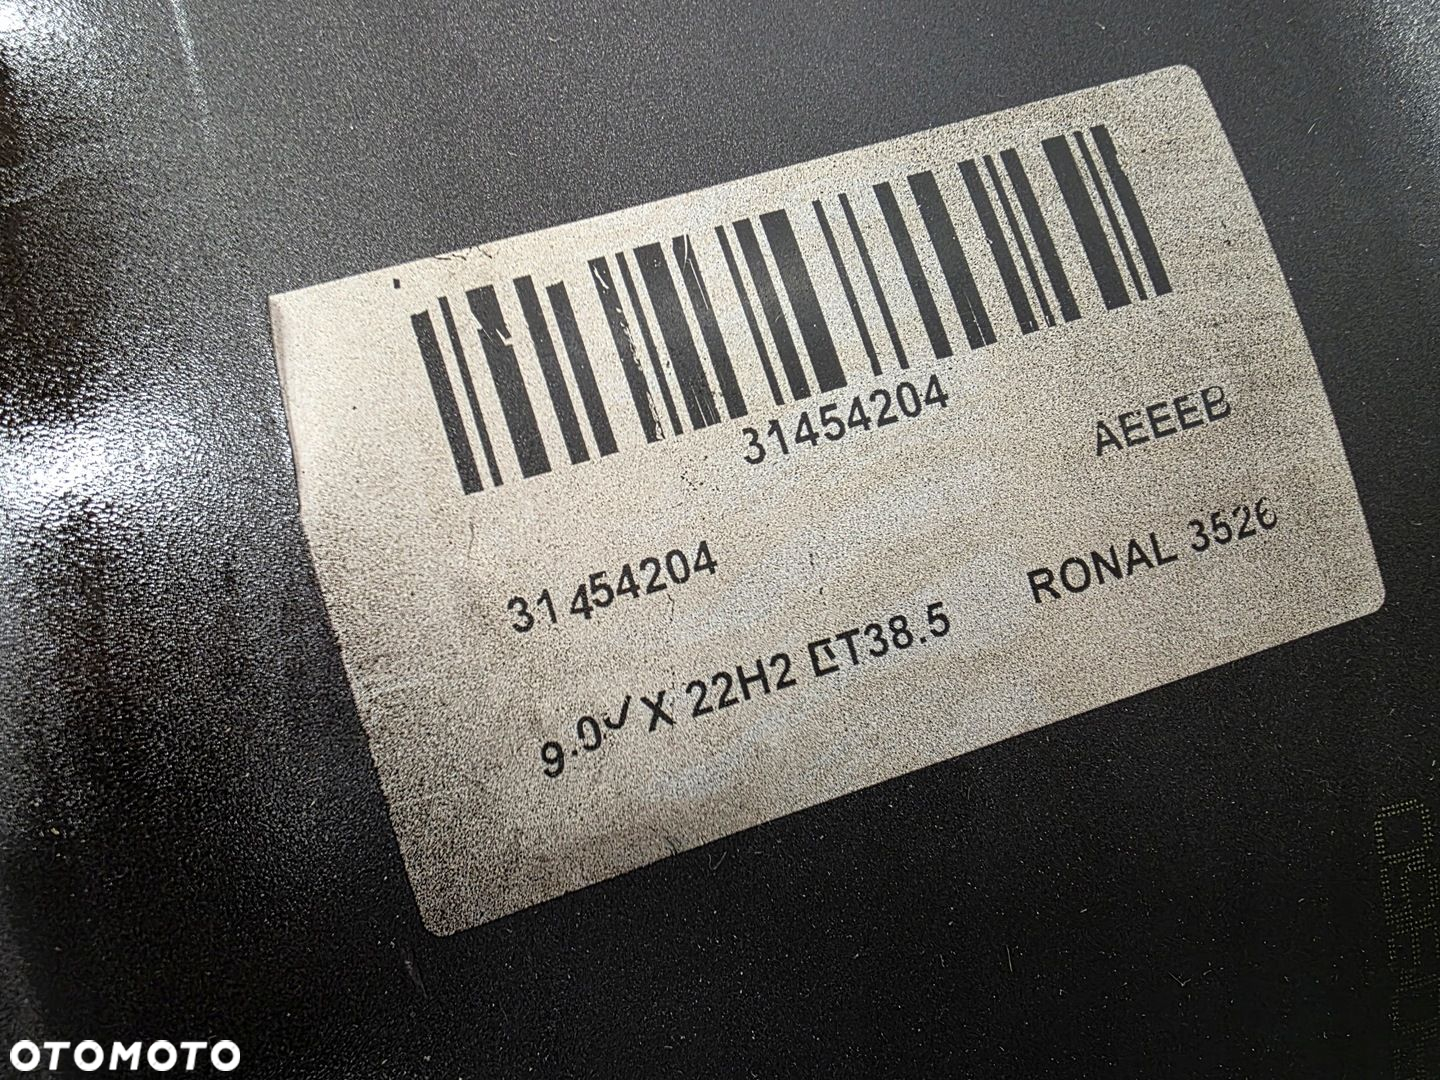 31454204
AEEEB
31454204
RONAL 3526
9.0J X 22H2 ET38.5
OTOMOTO